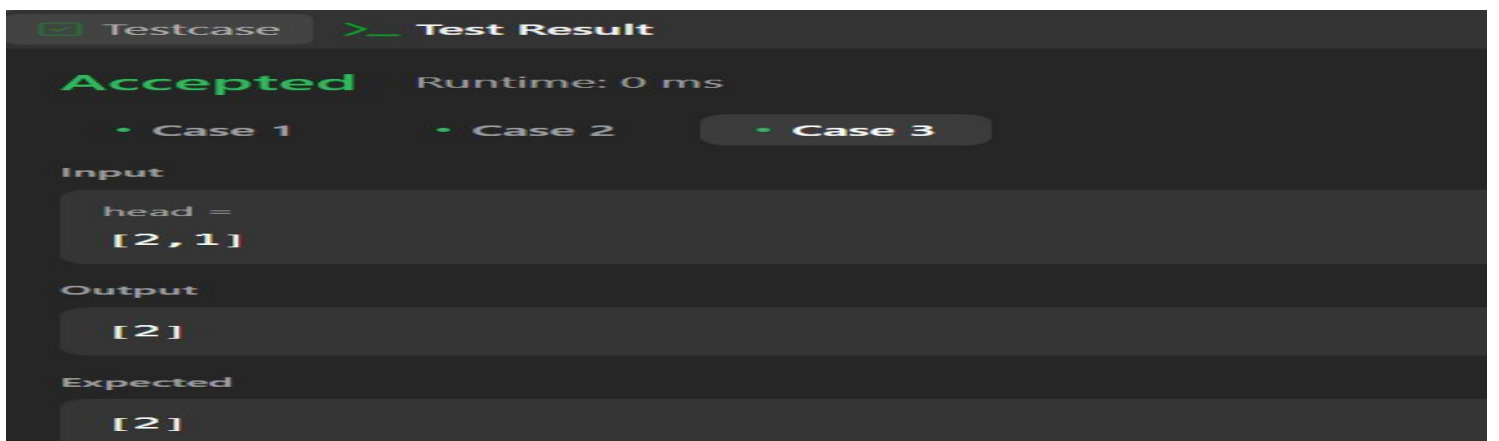 Testcase >_ Test Result
Accepted Runtime: 0 ms
• Case 1 • Case 2 • Case 3
Input
head =
[2,1]
Output
[2]
Expected
[2]